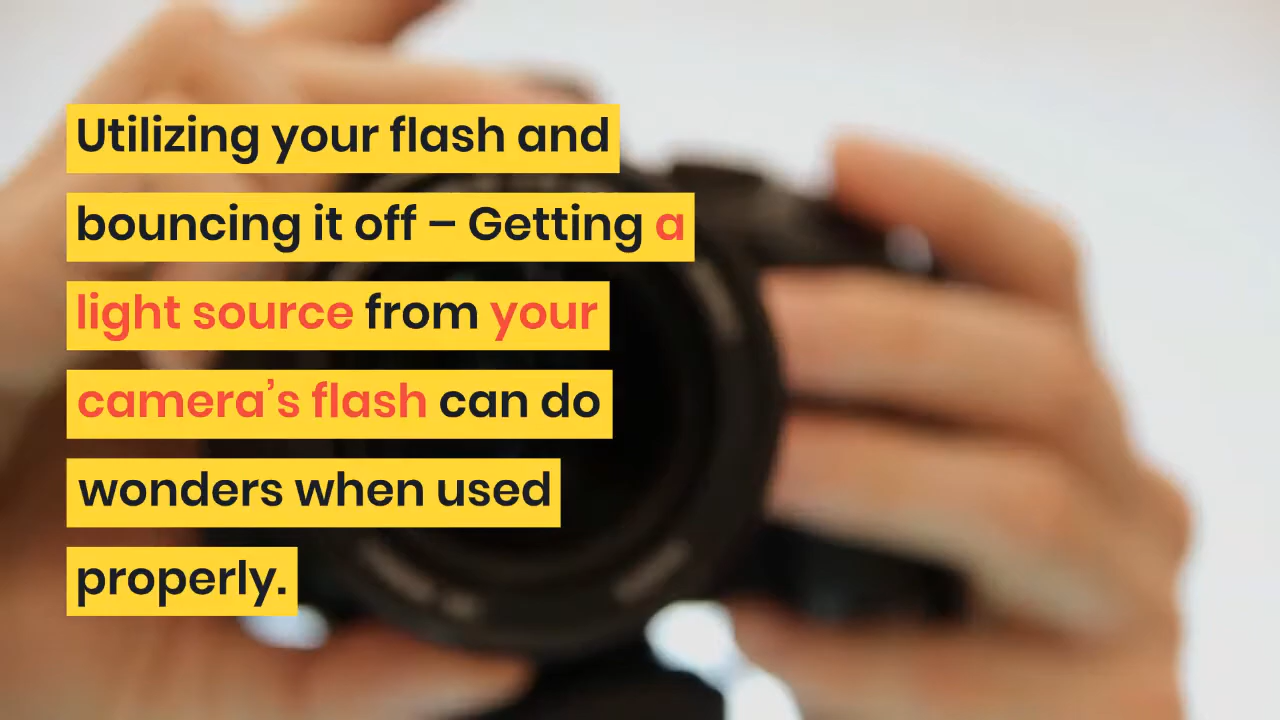 Utilizing your flash and
bouncing it off – Getting a
light source from your
camera’s flash can do
wonders when used
properly.